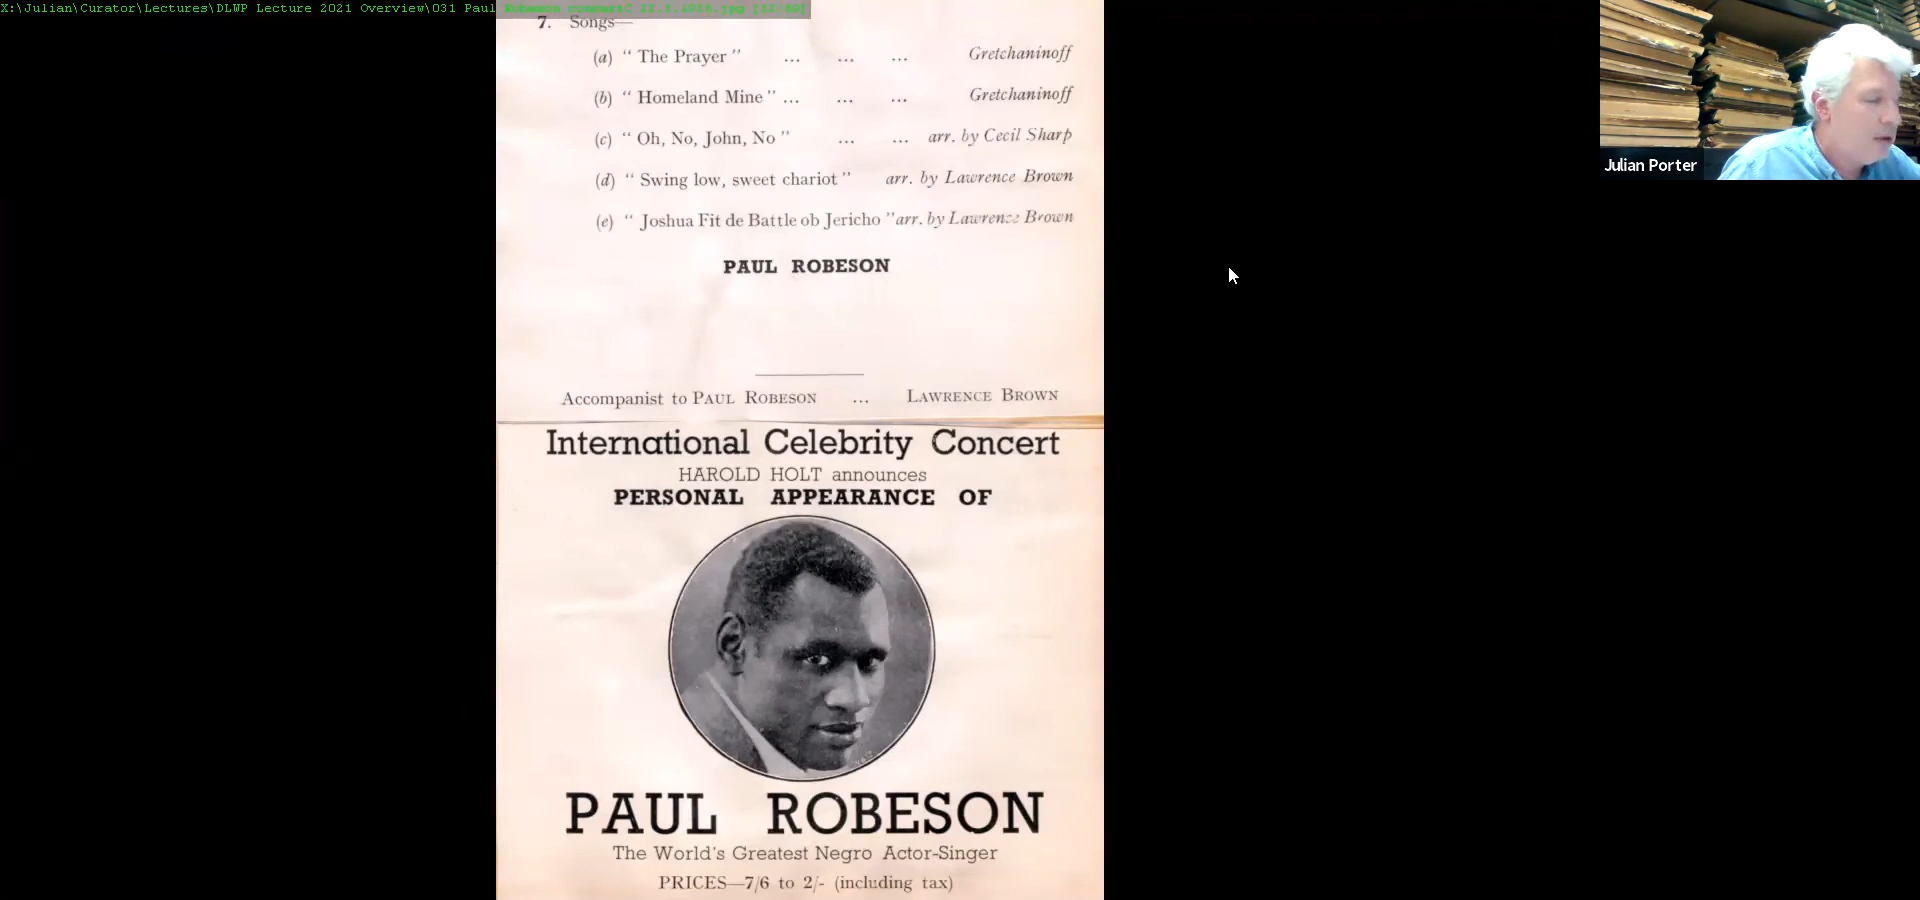 X:\Julian\Curator\Lectures\DLWP Lecture 2021 Overview\031 Paul Robeson
7. Songs—
(a) “ The Prayer ” ... ... ... Gretchaninoff
(b) “ Homeland Mine ” ... ... ... Gretchaninoff
(c) “ Oh, No, John, No ” ... ... arr. by Cecil Sharp
(d) “ Swing low, sweet chariot ” arr. by Lawrence Brown
(e) “ Joshua Fit de Battle ob Jericho ” arr. by Lawrence Brown
PAUL ROBESON
Accompanist to PAUL ROBESON ... LAWRENCE BROWN
International Celebrity Concert
HAROLD HOLT announces
PERSONAL APPEARANCE OF
PAUL ROBESON
The World's Greatest Negro Actor-Singer
PRICES—7/6 to 2/- (including tax)
Julian Porter